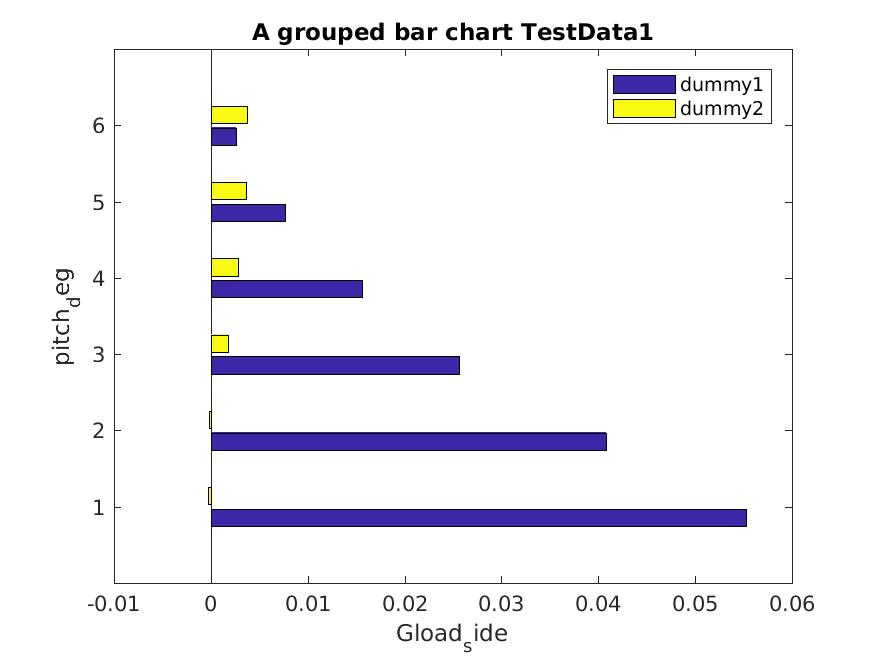 A grouped bar chart TestData1
dummy1
dummy2
6
5
4
3
2
1
pitch_deg
-0.01 0 0.01 0.02 0.03 0.04 0.05 0.06
Gload_side